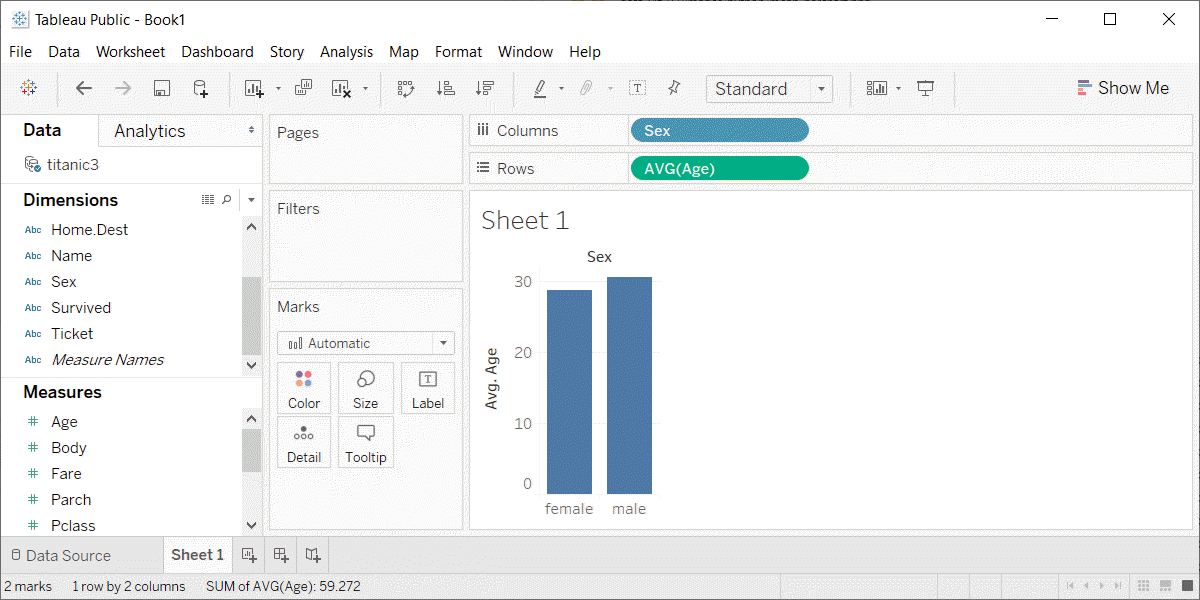 Tableau Public - Book1
File Data Worksheet Dashboard Story Analysis Map Format Window Help
Standard
Show Me
Data Analytics
titanic3
Dimensions
Abc Home.Dest
Abc Name
Abc Sex
Abc Survived
Abc Ticket
Abc Measure Names
Measures
# Age
# Body
# Fare
# Parch
# Pclass
Pages
Filters
Marks
Automatic
Color Size Label
Detail Tooltip
Columns Sex
Rows AVG(Age)
Sheet 1
Sex
Avg. Age
30
20
10
0
female male
Data Source Sheet 1
2 marks 1 row by 2 columns SUM of AVG(Age): 59.272